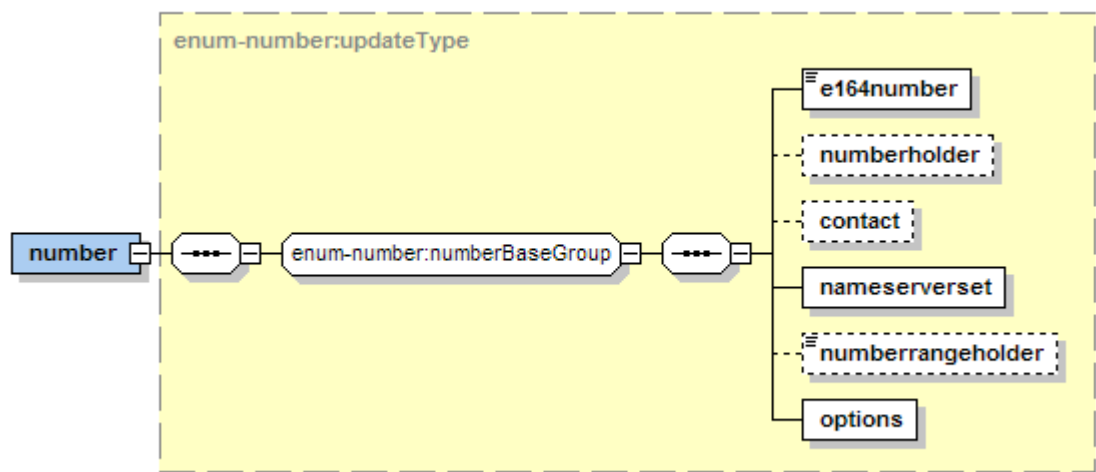 enum-number:updateType
e164number
numberholder
contact
number
enum-number:numberBaseGroup
nameserverset
numberrangeholder
options